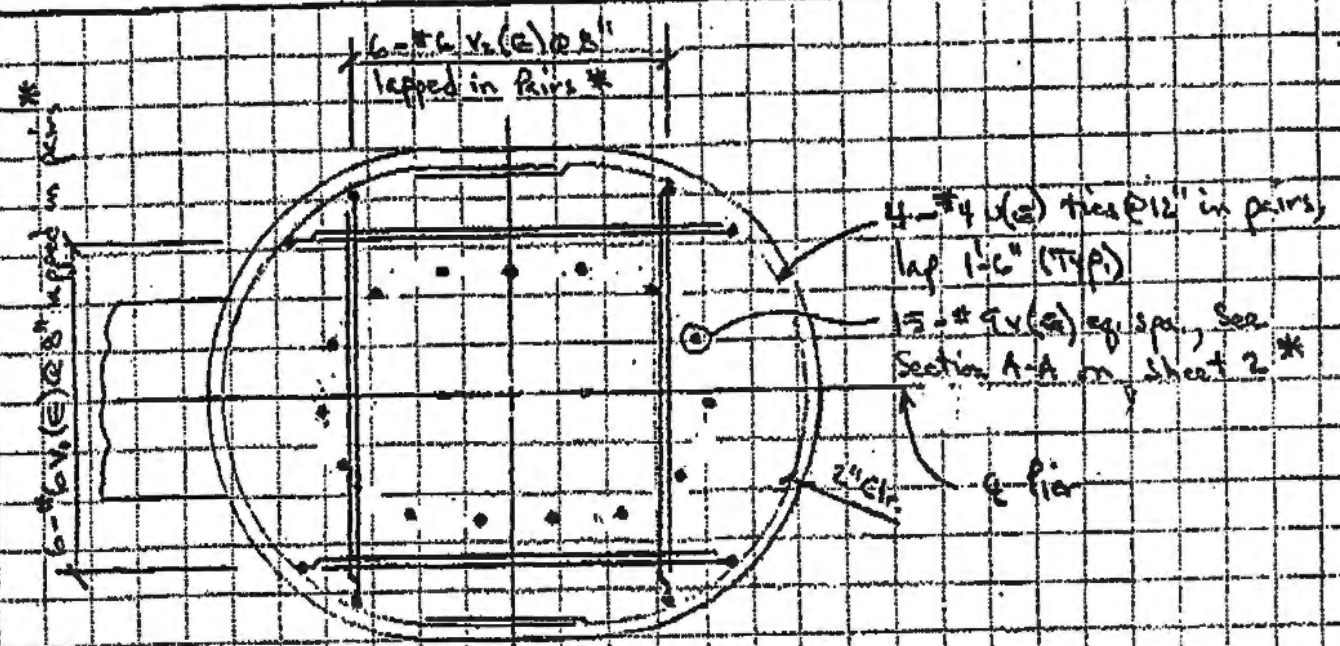 6-#6 v₂(E) @ 8"
lapped in Pairs *
6-#6 v₂(E) @ 8" lapped in pairs *
4-#4 u(E) ties @ 12" in pairs,
lap 1'-6" (Typ.)
15-#9 v(E) eq. spa., See
Section A-A on sheet 2 *
2" Clr.
℄ Pier